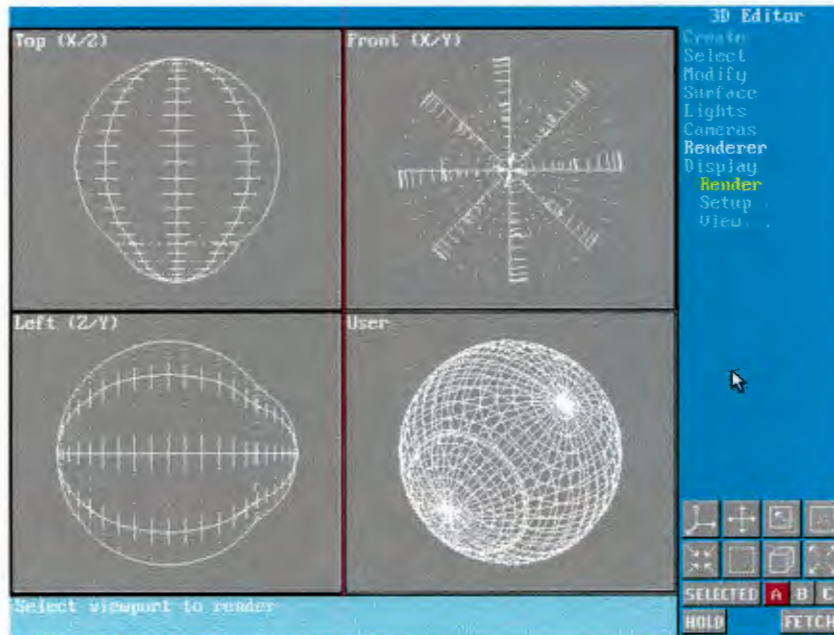 3D Editor
Top (X/Z)
Front (X/Y)
Create
Select
Modify
Surface
Lights
Cameras
Renderer
Display
Render
Setup
View...
Left (Z/Y)
User
SELECTED A B C
HOLD FETCH
Select viewport to render